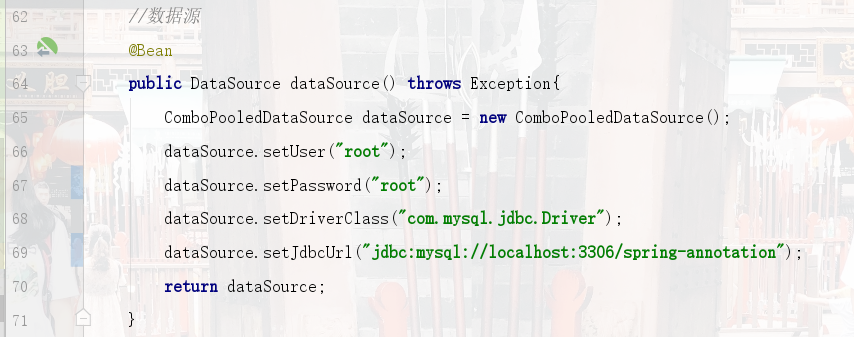 62 //数据源
63 @Bean
64 public DataSource dataSource() throws Exception{
65 ComboPooledDataSource dataSource = new ComboPooledDataSource();
66 dataSource.setUser("root");
67 dataSource.setPassword("root");
68 dataSource.setDriverClass("com.mysql.jdbc.Driver");
69 dataSource.setJdbcUrl("jdbc:mysql://localhost:3306/spring-annotation");
70 return dataSource;
71 }